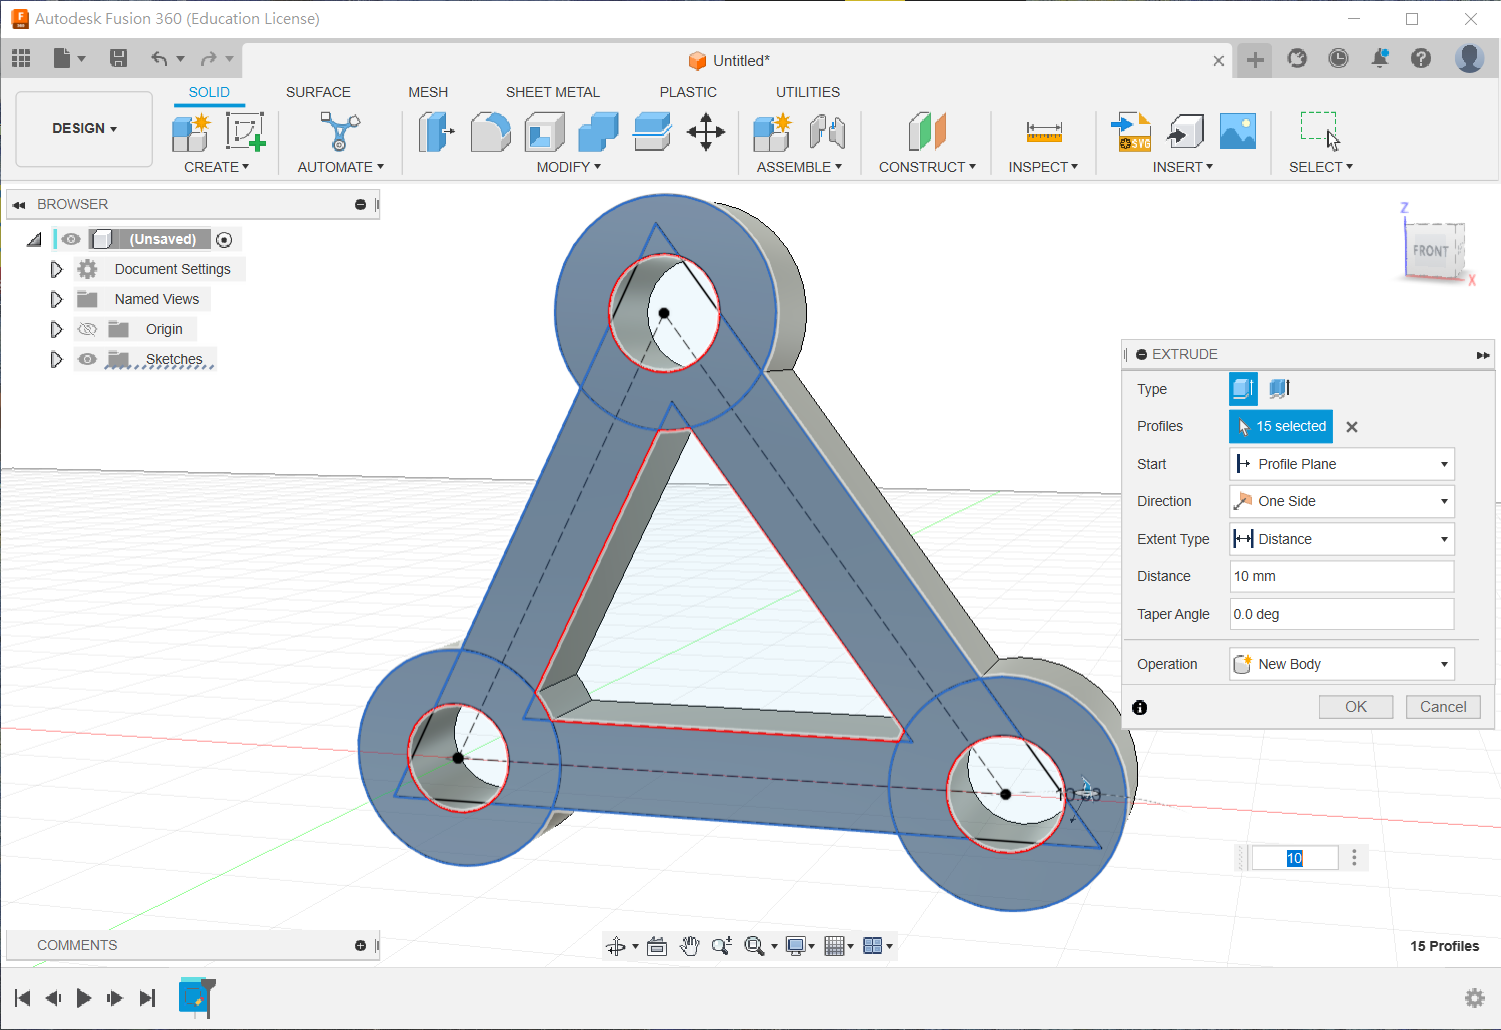 Autodesk Fusion 360 (Education License)
Untitled*
DESIGN
SOLID SURFACE MESH SHEET METAL PLASTIC UTILITIES
CREATE AUTOMATE MODIFY ASSEMBLE CONSTRUCT INSPECT INSERT SELECT
SVG
BROWSER
(Unsaved)
Document Settings
Named Views
Origin
Sketches
Z
FRONT
X
EXTRUDE
Type
Profiles 15 selected
Start Profile Plane
Direction One Side
Extent Type Distance
Distance 10 mm
Taper Angle 0.0 deg
Operation New Body
OK Cancel
10
COMMENTS
15 Profiles